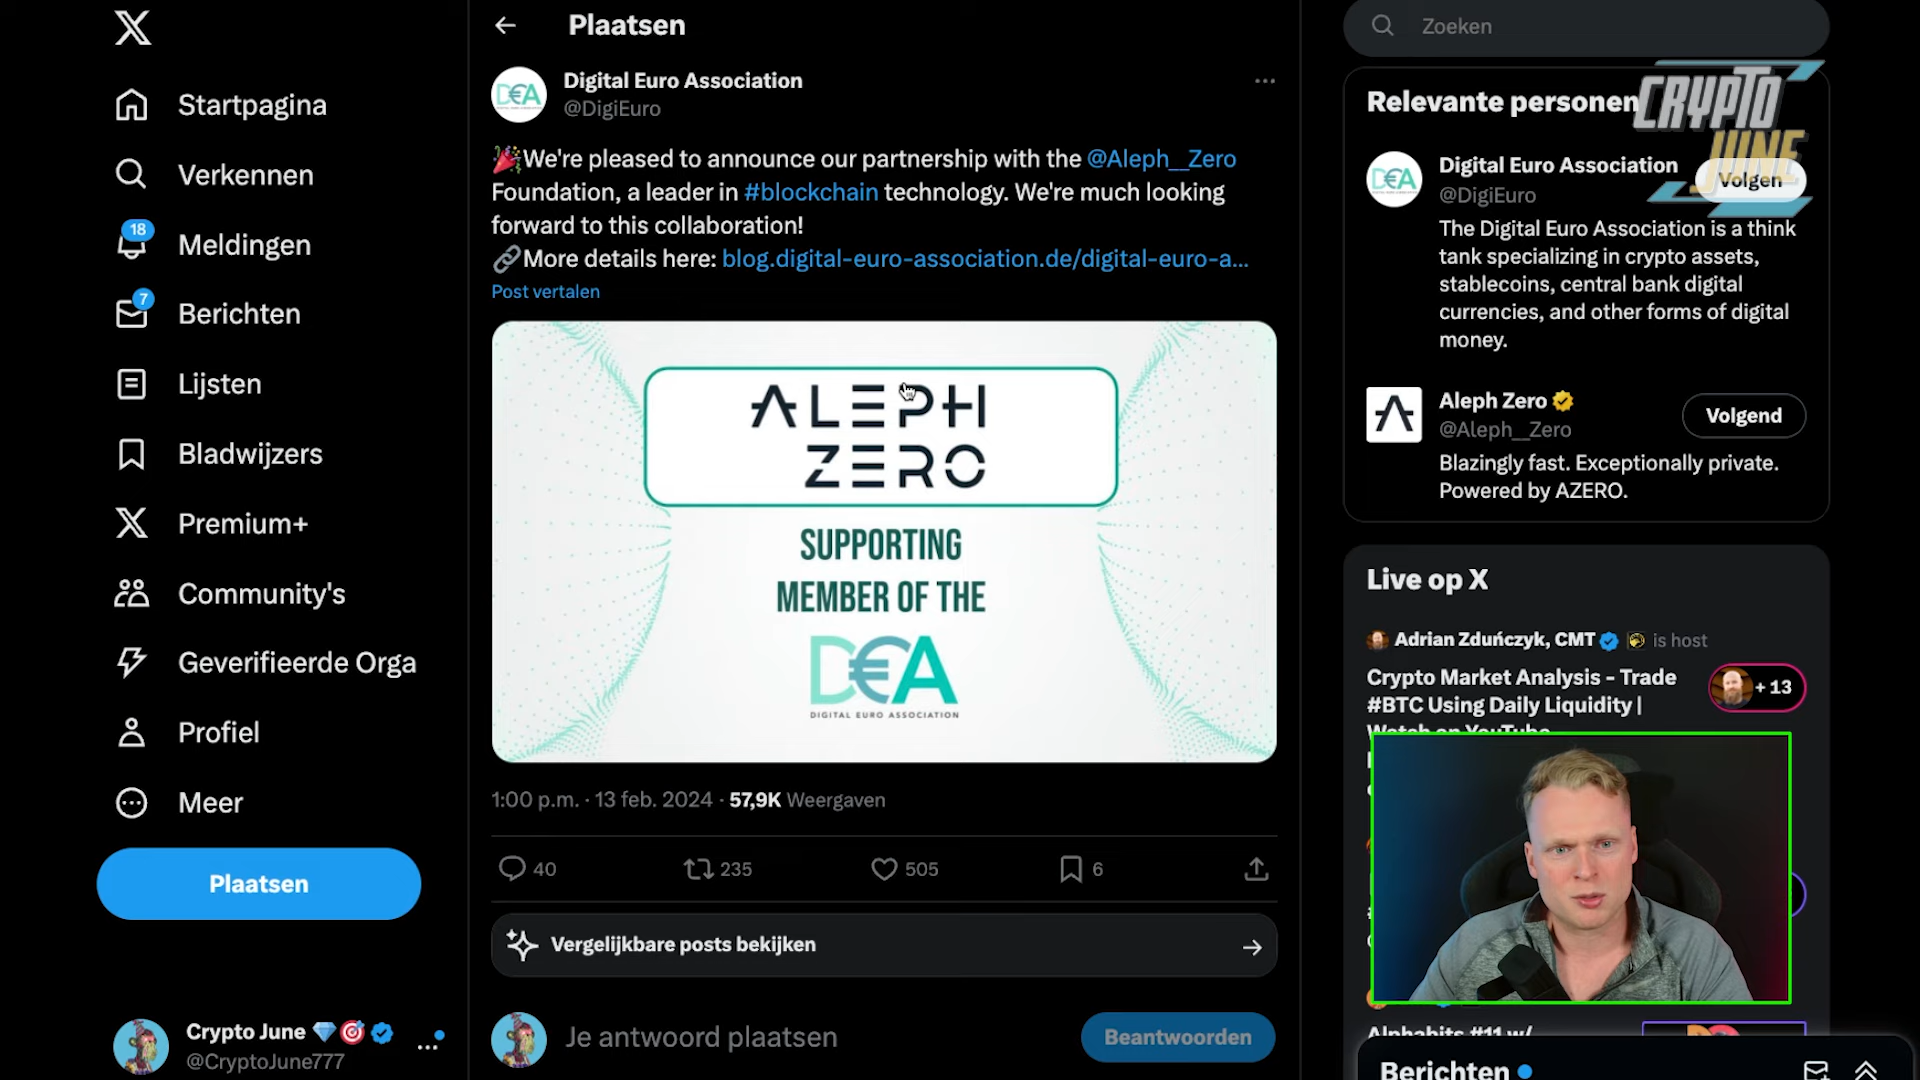 Startpagina
Verkennen
18
Meldingen
7
Berichten
Lijsten
Bladwijzers
Premium+
Community's
Geverifieerde Orga
Profiel
Meer
Plaatsen
Crypto June
@CryptoJune777
Plaatsen
Digital Euro Association
@DigiEuro
We're pleased to announce our partnership with the @Aleph__Zero
Foundation, a leader in #blockchain technology. We're much looking
forward to this collaboration!
More details here: blog.digital-euro-association.de/digital-euro-a...
Post vertalen
ALEPH
ZERO
SUPPORTING
MEMBER OF THE
D€A
DIGITAL EURO ASSOCIATION
1:00 p.m. · 13 feb. 2024 · 57,9K Weergaven
40
235
505
6
Vergelijkbare posts bekijken
Je antwoord plaatsen
Beantwoorden
Zoeken
CRYPTO
JUNE
Relevante personen
D€A
Digital Euro Association
@DigiEuro
Volgen
The Digital Euro Association is a think
tank specializing in crypto assets,
stablecoins, central bank digital
currencies, and other forms of digital
money.
Aleph Zero
@Aleph__Zero
Volgend
Blazingly fast. Exceptionally private.
Powered by AZERO.
Live op X
Adrian Zduńczyk, CMT is host
Crypto Market Analysis - Trade
#BTC Using Daily Liquidity |
Watch on YouTube
+ 13
Alphabits #11 w/
Berichten